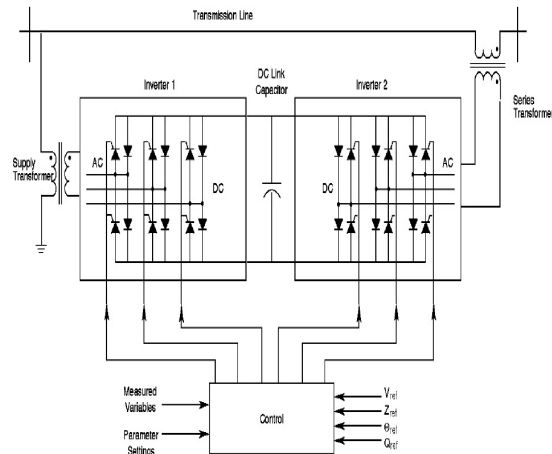 Transmission Line
Inverter 1
DC Link
Capacitor
Inverter 2
Series
Transformer
Supply
Transformer
AC
DC
DC
AC
Measured
Variables
Parameter
Settings
Control
Vref
Zref
Θref
Qref